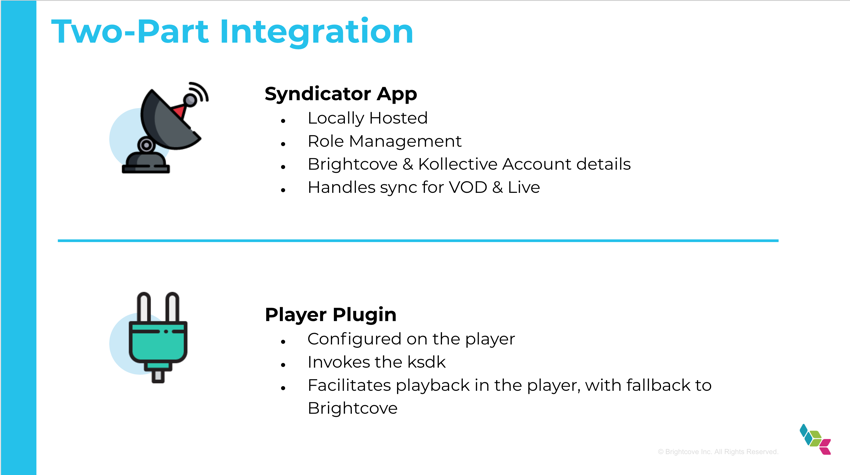 Two-Part Integration
Syndicator App
• Locally Hosted
• Role Management
• Brightcove & Kollective Account details
• Handles sync for VOD & Live
Player Plugin
• Configured on the player
• Invokes the ksdk
• Facilitates playback in the player, with fallback to
Brightcove
© Brightcove Inc. All Rights Reserved